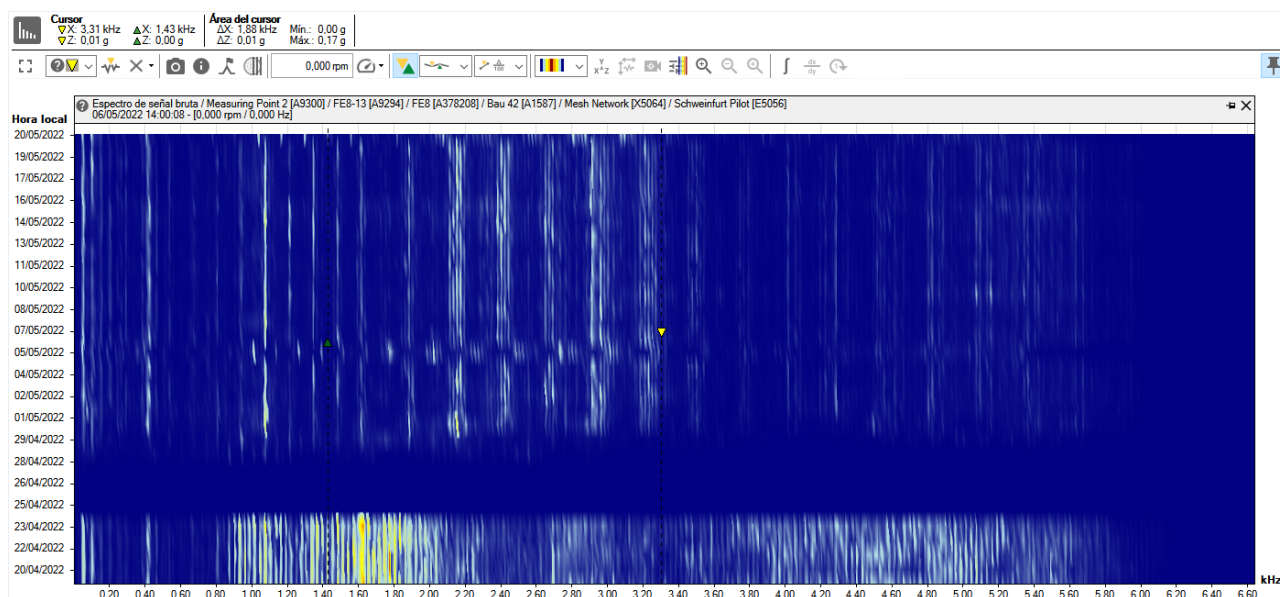 Cursor
X: 3,31 kHz X: 1,43 kHz
Z: 0,01 g Z: 0,00 g
Área del cursor
ΔX: 1,88 kHz Mín.: 0,00 g
ΔZ: 0,01 g Máx.: 0,17 g
0,000 rpm
Espectro de señal bruta / Measuring Point 2 [A9300] / FE8-13 [A9294] / FE8 [A378208] / Bau 42 [A1587] / Mesh Network [X5064] / Schweinfurt Pilot [E5056]
06/05/2022 14:00:08 - [0,000 rpm / 0,000 Hz]
Hora local
20/05/2022
19/05/2022
17/05/2022
16/05/2022
14/05/2022
13/05/2022
11/05/2022
10/05/2022
08/05/2022
07/05/2022
05/05/2022
04/05/2022
02/05/2022
01/05/2022
29/04/2022
28/04/2022
26/04/2022
25/04/2022
23/04/2022
22/04/2022
20/04/2022
kHz
0.20 0.40 0.60 0.80 1.00 1.20 1.40 1.60 1.80 2.00 2.20 2.40 2.60 2.80 3.00 3.20 3.40 3.60 3.80 4.00 4.20 4.40 4.60 4.80 5.00 5.20 5.40 5.60 5.80 6.00 6.20 6.40 6.60